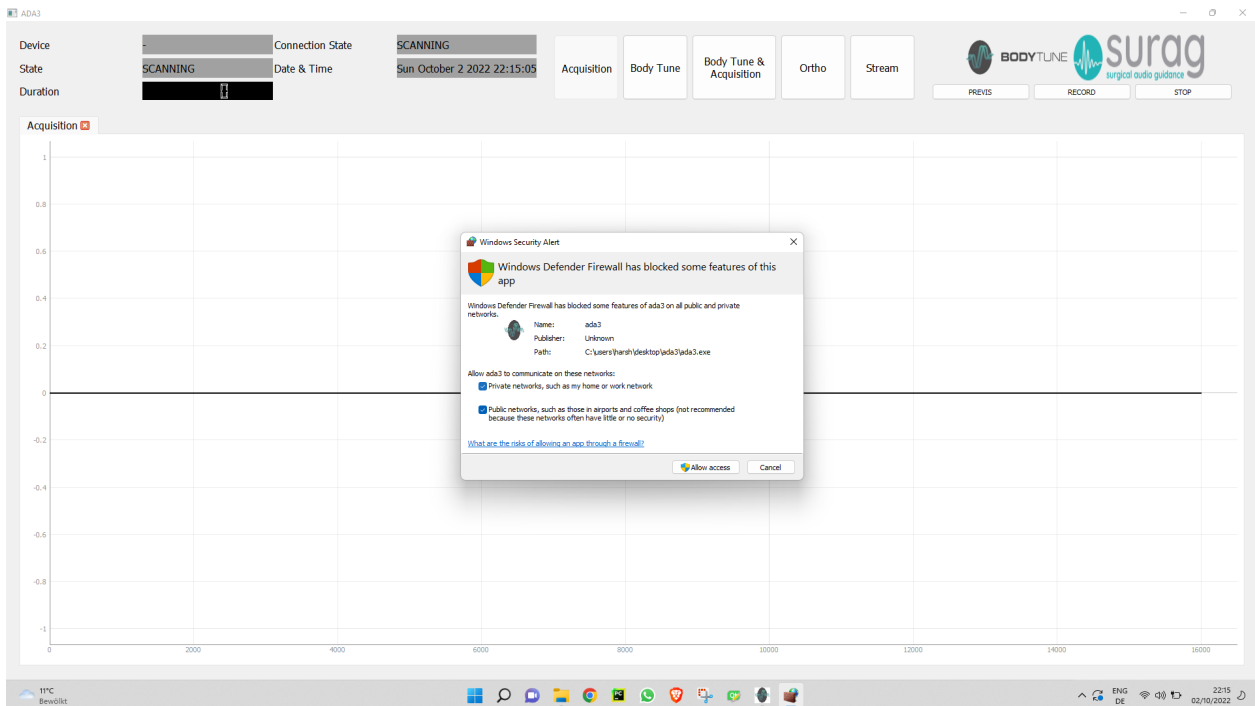 ADA3
Device - Connection State SCANNING
State SCANNING Date & Time Sun October 2 2022 22:15:05
Duration
Acquisition
Body Tune
Body Tune &
Acquisition
Ortho
Stream
BODYTUNE
surag
surgical audio guidance
PREVIS RECORD STOP
Acquisition
1
0.8
0.6
0.4
0.2
0
-0.2
-0.4
-0.6
-0.8
-1
0 2000 4000 6000 8000 10000 12000 14000 16000
Windows Security Alert
Windows Defender Firewall has blocked some features of this
app
Windows Defender Firewall has blocked some features of ada3 on all public and private
networks.
Name: ada3
Publisher: Unknown
Path: C:\users\harsh\desktop\ada3\ada3.exe
Allow ada3 to communicate on these networks:
Private networks, such as my home or work network
Public networks, such as those in airports and coffee shops (not recommended
because these networks often have little or no security)
What are the risks of allowing an app through a firewall?
Allow access Cancel
11°C
Bewölkt
PC
ENG
DE
22:15
02/10/2022